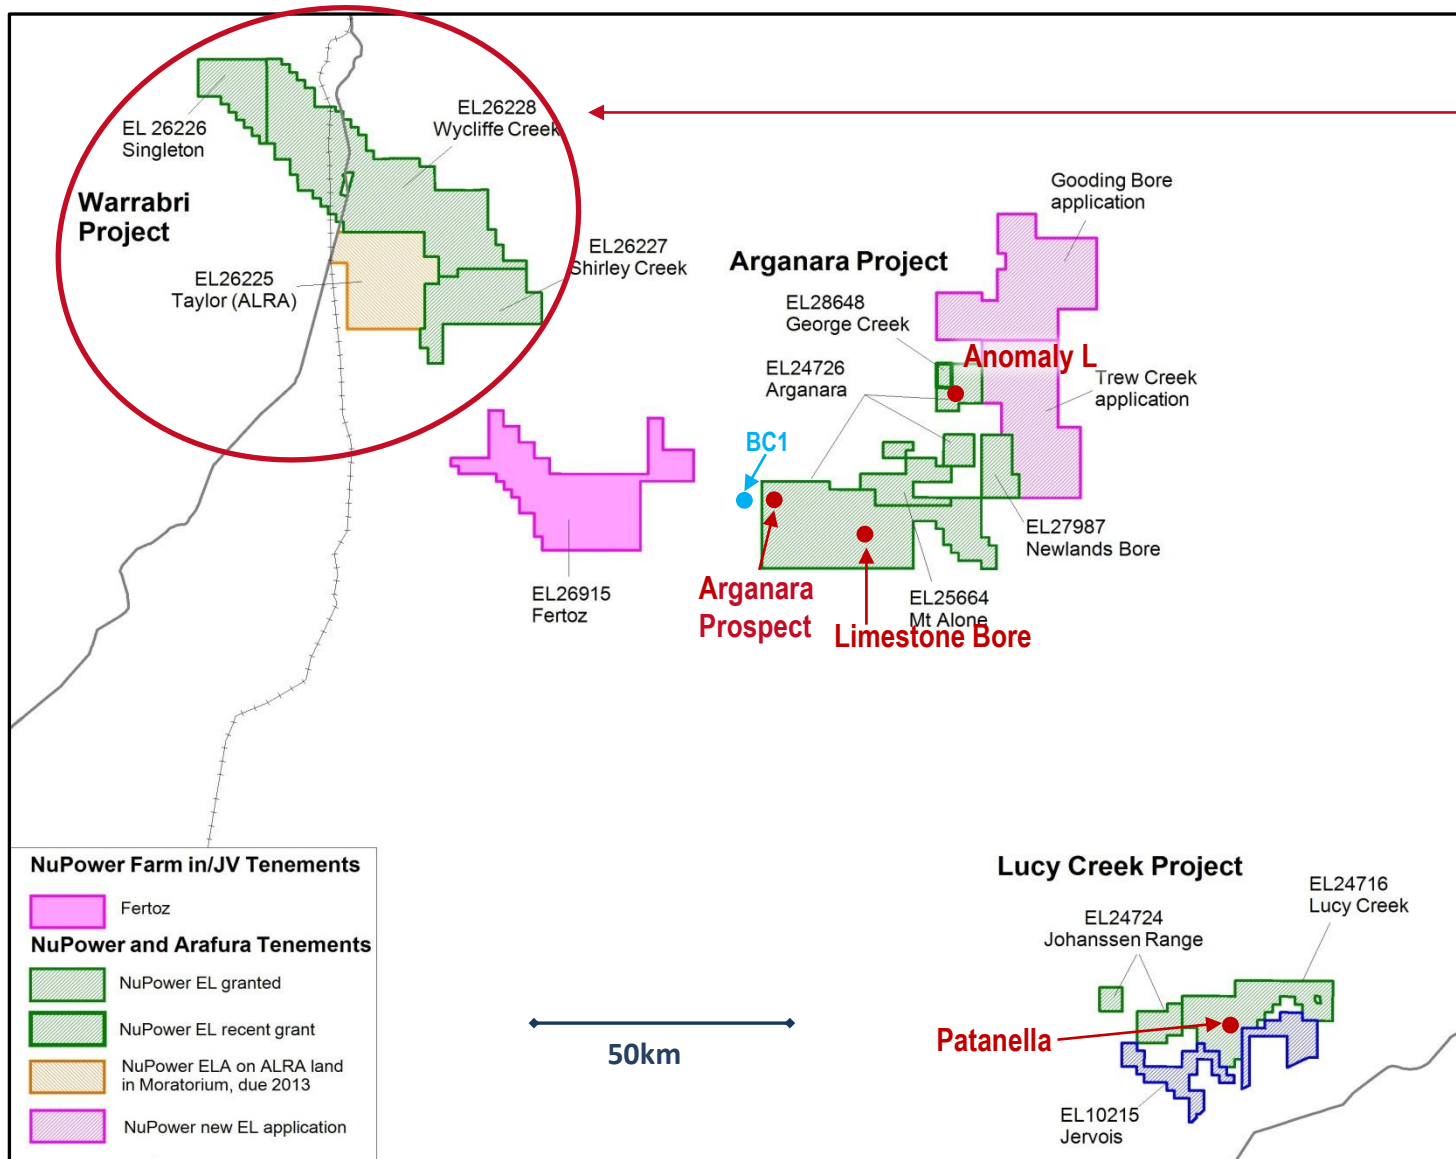 EL 26226
Singleton
EL26228
Wycliffe Creek
Warrabri
Project
EL26225
Taylor (ALRA)
EL26227
Shirley Creek
Gooding Bore
application
Arganara Project
EL28648
George Creek
Anomaly L
EL24726
Arganara
Trew Creek
application
BC1
EL27987
Newlands Bore
EL26915
Fertoz
Arganara
Prospect
EL25664
Mt Alone
Limestone Bore
NuPower Farm in/JV Tenements
Fertoz
NuPower and Arafura Tenements
NuPower EL granted
NuPower EL recent grant
NuPower ELA on ALRA land
in Moratorium, due 2013
NuPower new EL application
50km
Lucy Creek Project
EL24724
Johanssen Range
EL24716
Lucy Creek
Patanella
EL10215
Jervois